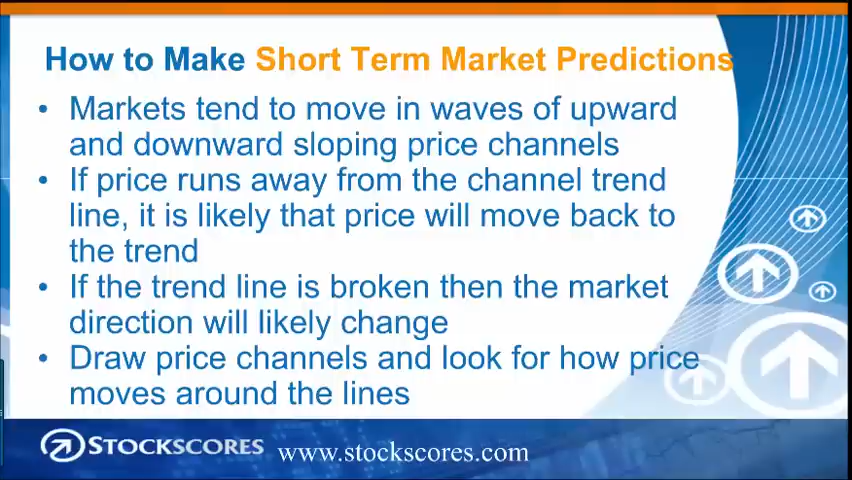 How to Make Short Term Market Predictions
• Markets tend to move in waves of upward
and downward sloping price channels
• If price runs away from the channel trend
line, it is likely that price will move back to
the trend
• If the trend line is broken then the market
direction will likely change
• Draw price channels and look for how price
moves around the lines
STOCKSCORES www.stockscores.com